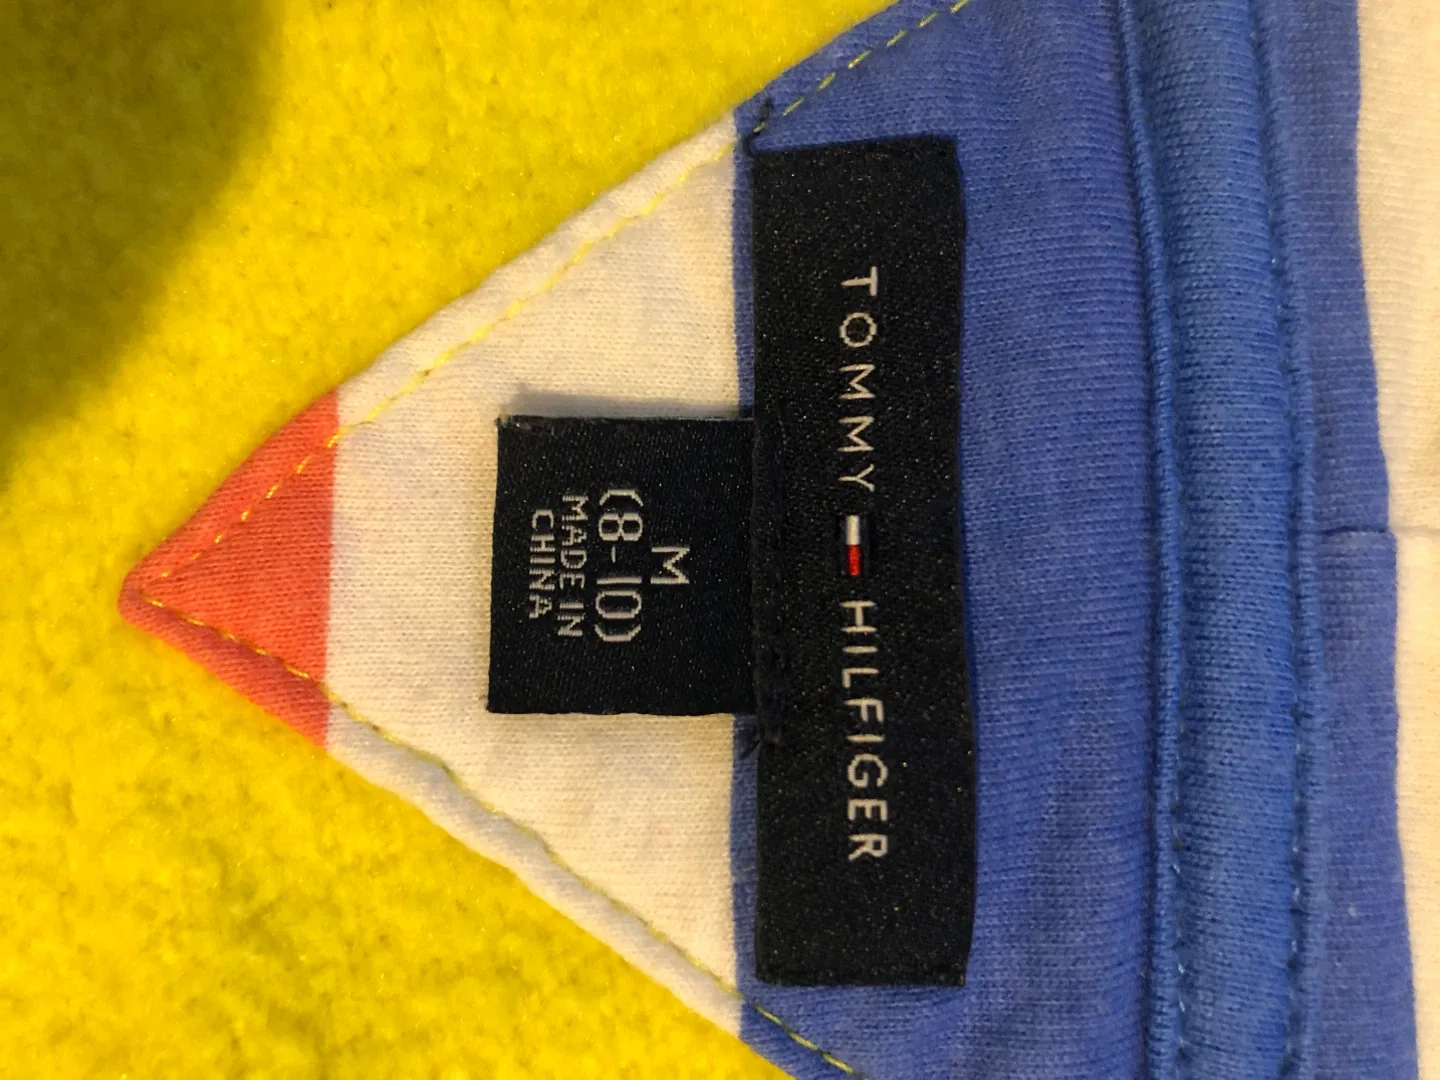 TOMMY HILFIGER
M
(8-10)
MADE IN
CHINA